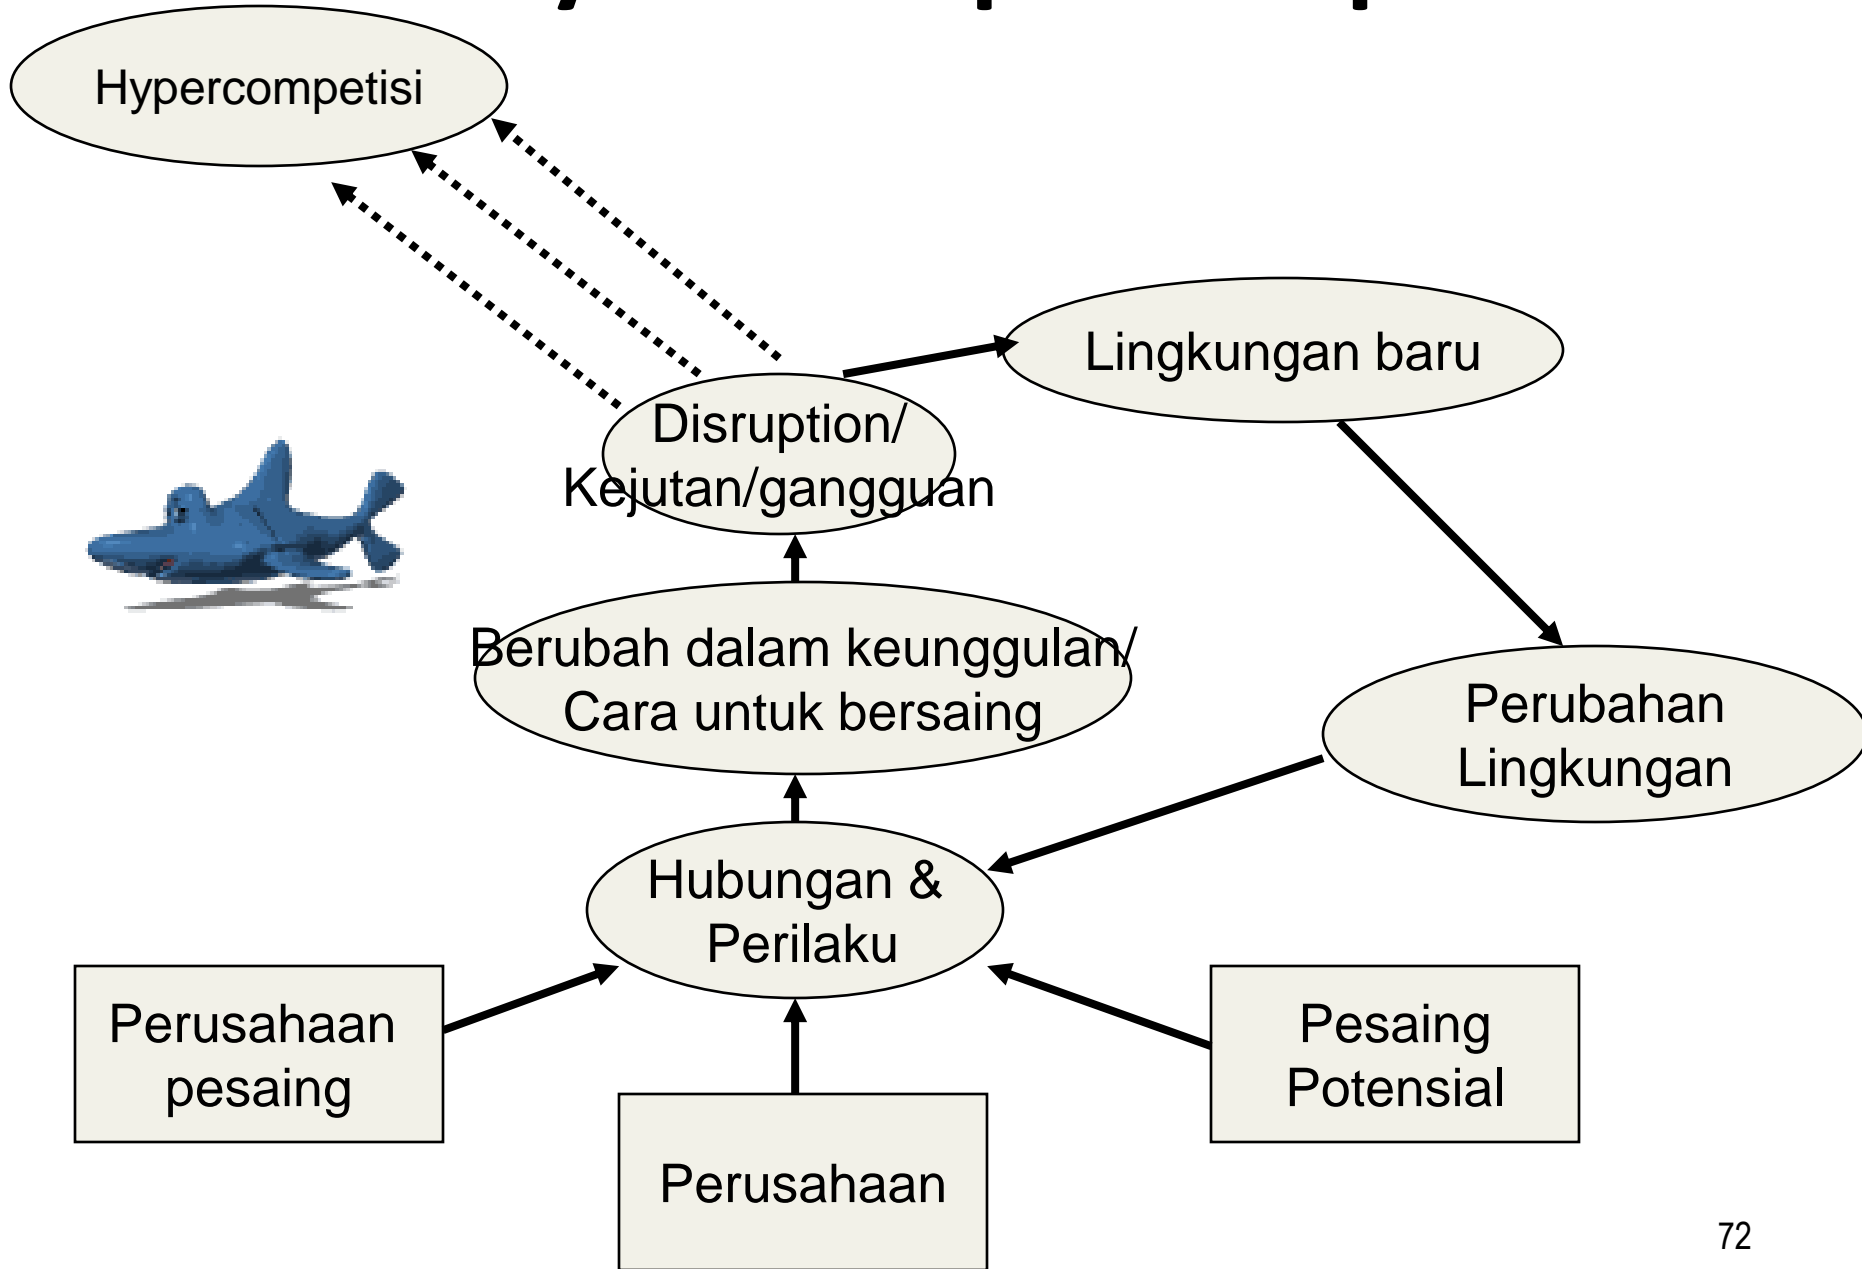 Hypercompetisi
Lingkungan baru
Disruption/
Kejutan/gangguan
Berubah dalam keunggulan/
Cara untuk bersaing
Perubahan
Lingkungan
Hubungan &
Perilaku
Perusahaan
pesaing
Pesaing
Potensial
Perusahaan
72